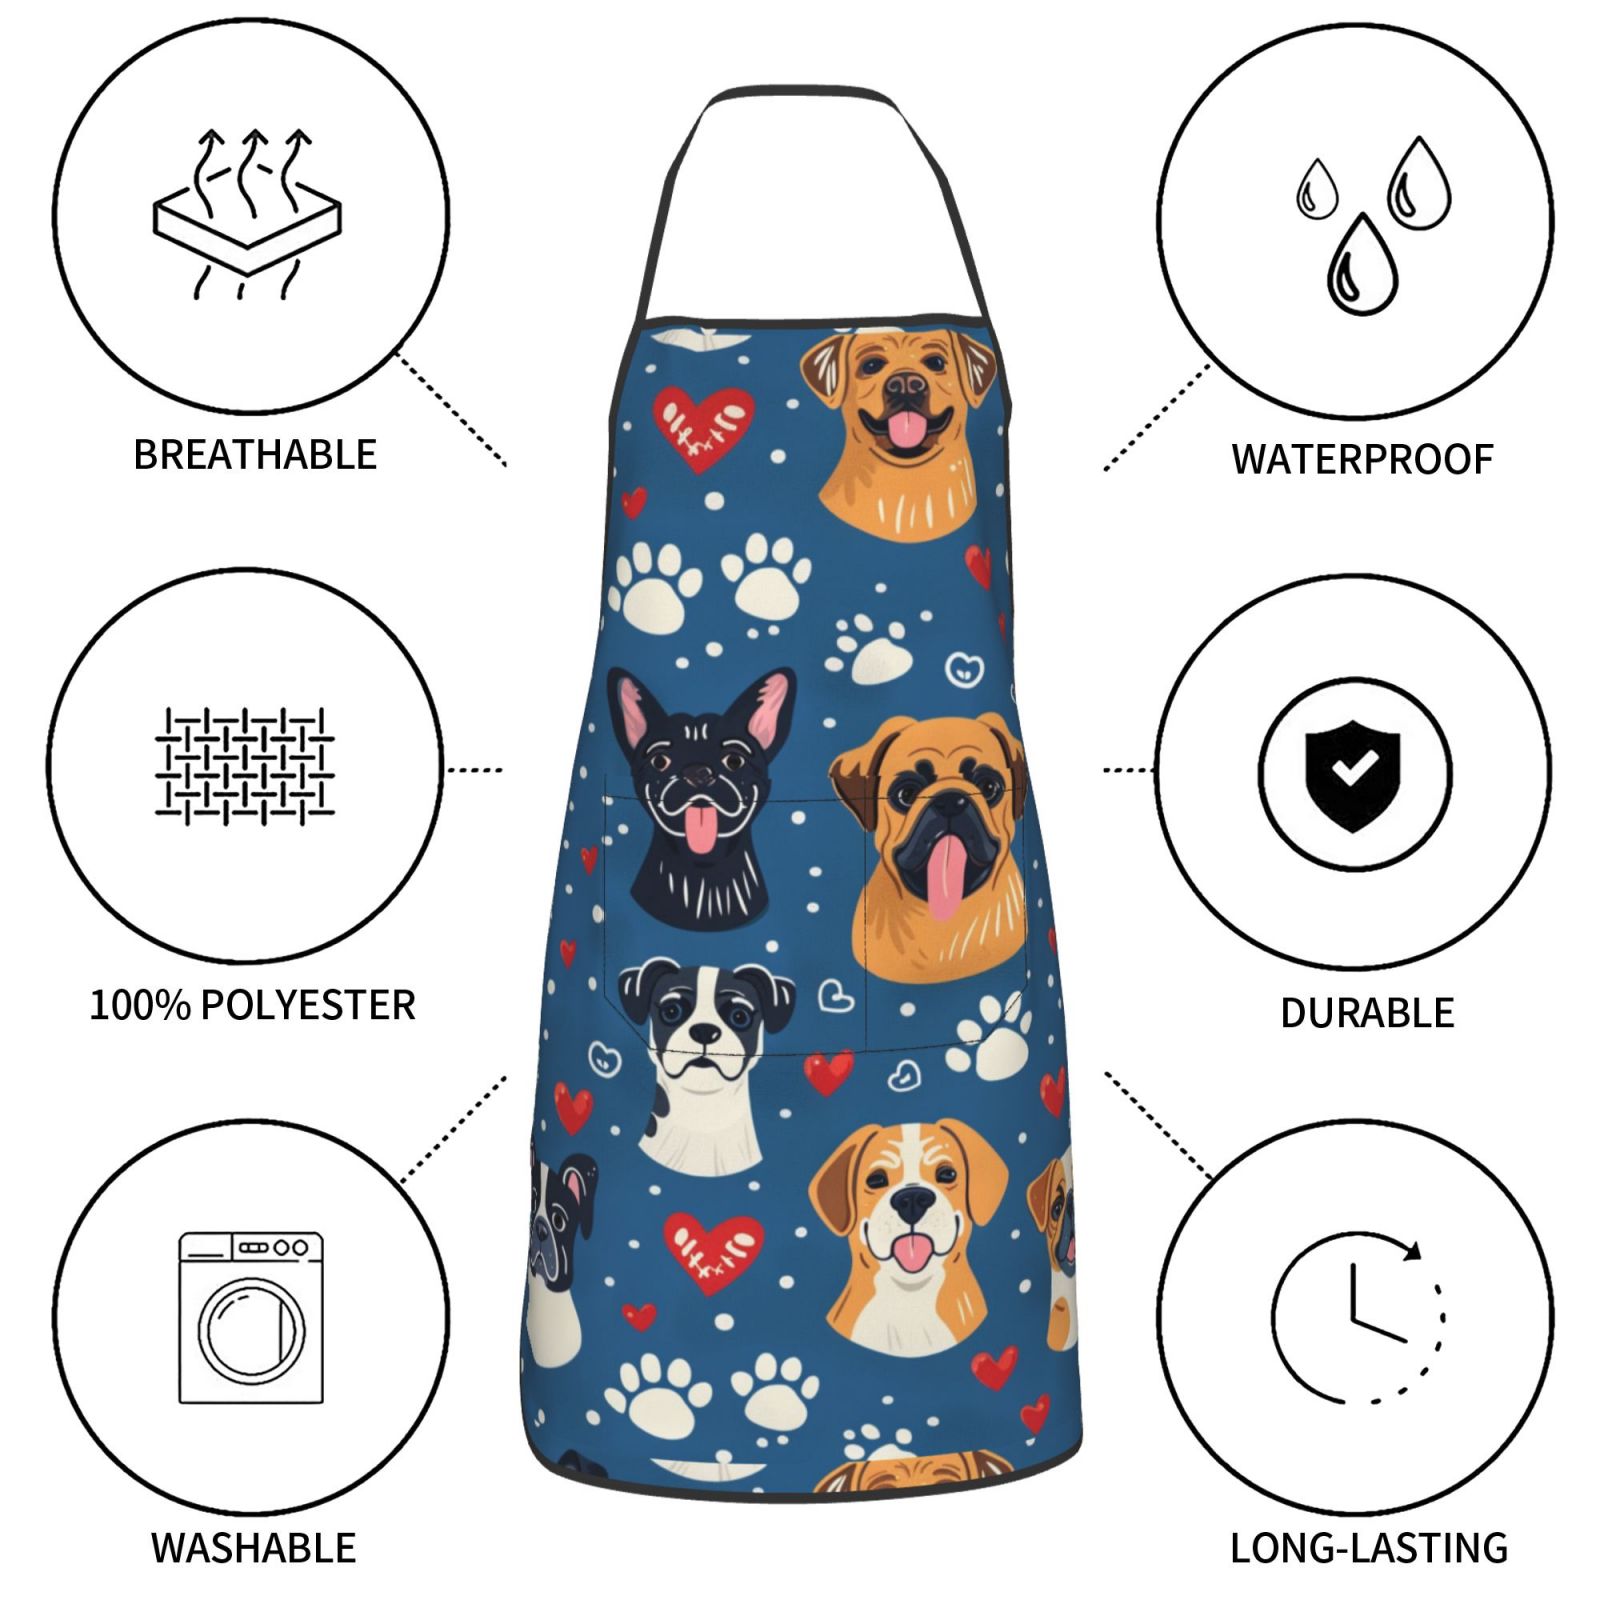 BREATHABLE
WATERPROOF
100% POLYESTER
DURABLE
WASHABLE
LONG-LASTING